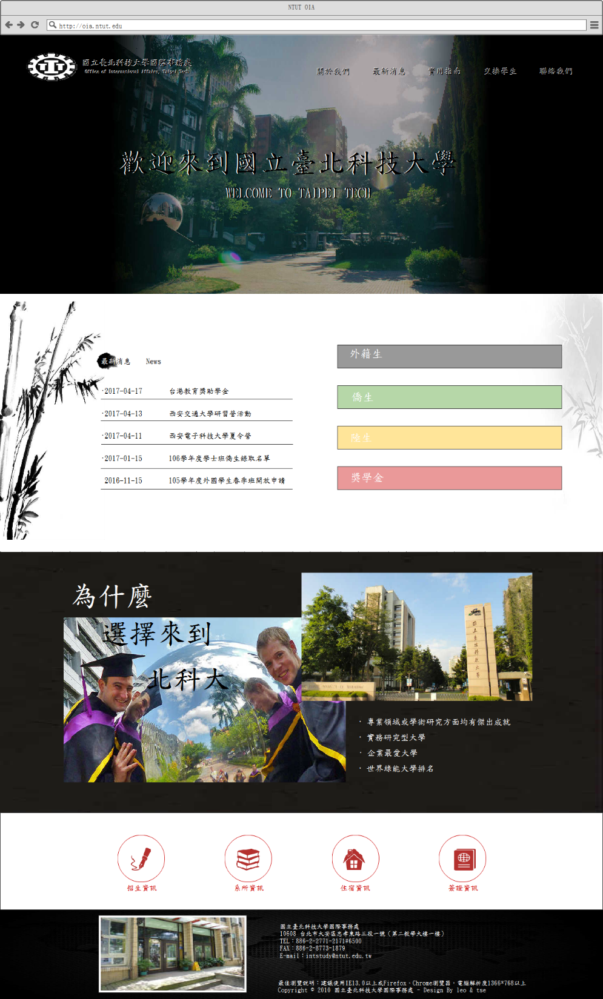 NTUT OIA
http://oia.ntut.edu
國立臺北科技大學國際事務處
Office of International Affairs, Taipei Tech
關於我們 最新消息 實用指南 交換學生 聯絡我們
歡迎來到國立臺北科技大學
WELCOME TO TAIPEI TECH
最新消息 News
·2017-04-17 台港教育獎助學金
·2017-04-13 西安交通大學研習營活動
·2017-04-11 西安電子科技大學夏令營
·2017-01-15 106學年度學士班僑生錄取名單
2016-11-15 105學年度外國學生春季班開放申請
外籍生
僑生
陸生
獎學金
為什麼
選擇來到
北科大
國立臺北科技大學
· 專業領域或學術研究方面均有傑出成就
· 實務研究型大學
· 企業最愛大學
· 世界綠能大學排名
招生資訊 系所資訊 住宿資訊 簽證資訊
國立臺北科技大學國際事務處
10608 台北市大安區忠孝東路三段一號（第二教學大樓一樓）
TEL：886-2-2771-2171#6500
FAX：886-2-8773-1879
E-mail：intstudy@ntut.edu.tw
最佳瀏覽說明：建議使用IE13.0以上或Firefox、Chrome瀏覽器，電腦解析度1366*768以上
Copyright © 2010 國立臺北科技大學國際事務處 - Design By leo & tse